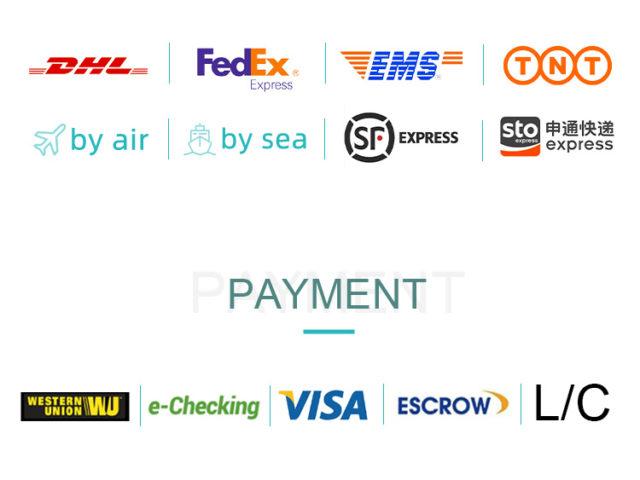 DHL
FedEx®
Express
EMS
TNT
by air
by sea
SF EXPRESS
sto
express
申通快递
express
PAYMENT
PAYMENT
WESTERN
UNION WU
e-Checking
VISA
ESCROW
L/C